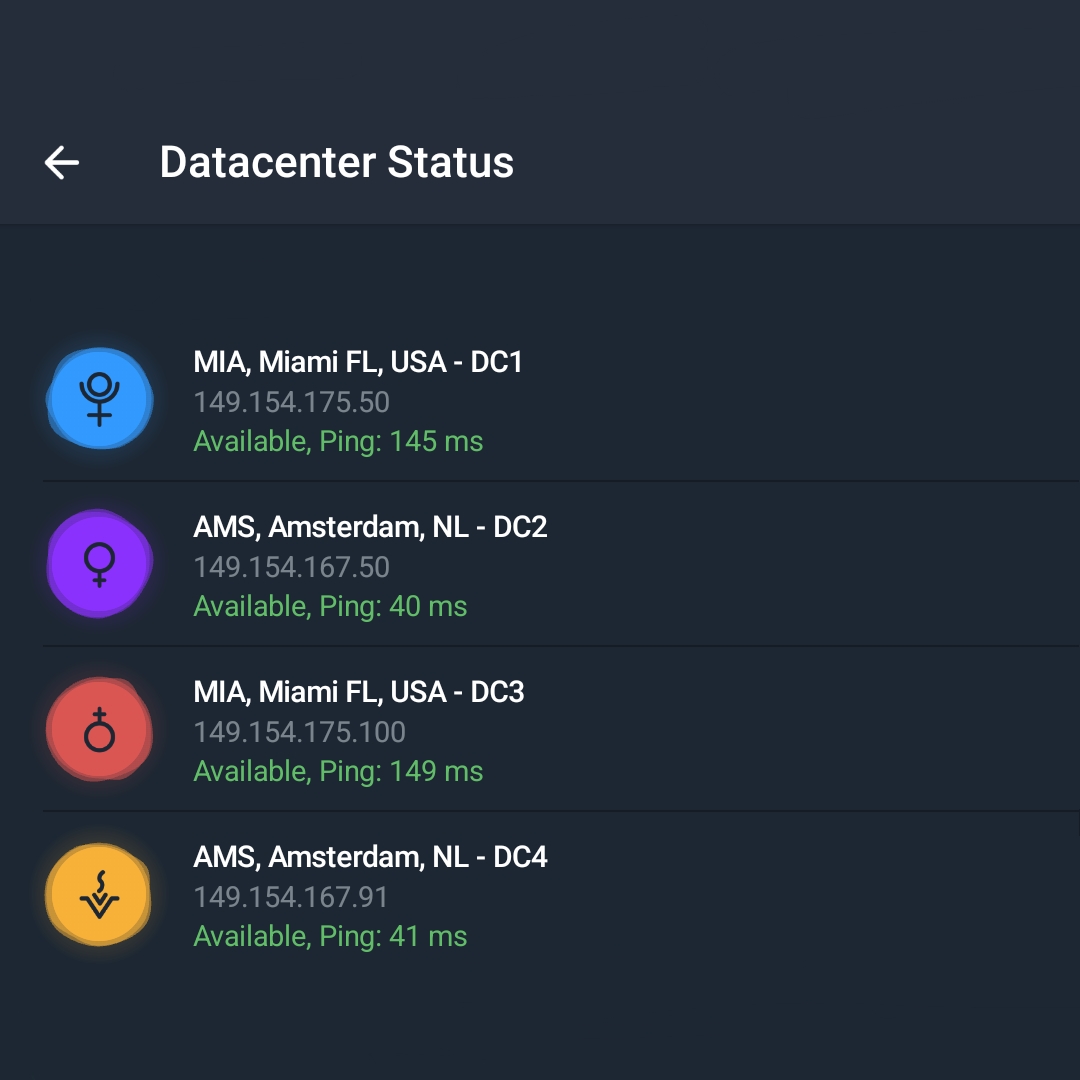 Datacenter Status
MIA, Miami FL, USA - DC1
149.154.175.50
Available, Ping: 145 ms
AMS, Amsterdam, NL - DC2
149.154.167.50
Available, Ping: 40 ms
MIA, Miami FL, USA - DC3
149.154.175.100
Available, Ping: 149 ms
AMS, Amsterdam, NL - DC4
149.154.167.91
Available, Ping: 41 ms